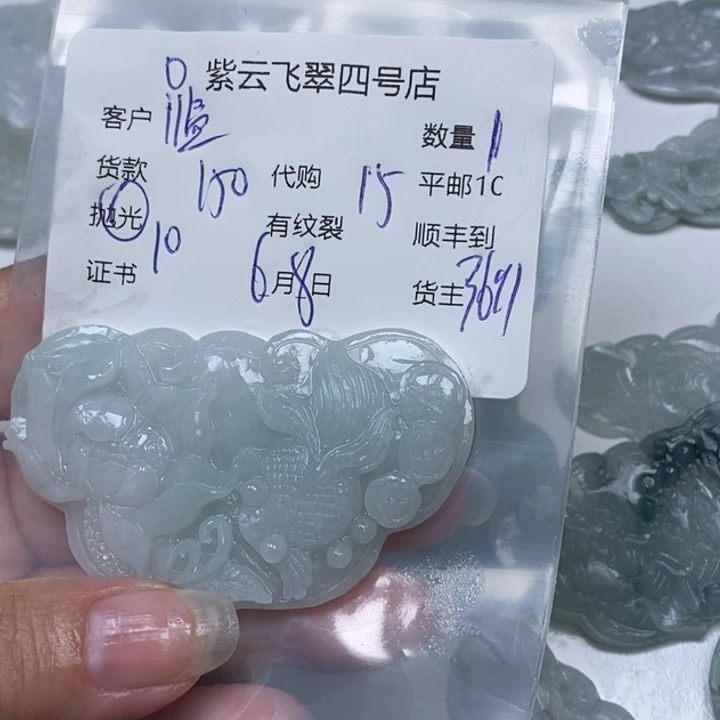 紫云飞翠四号店
客户 数量 1
货款 150 代购 15 平邮1C
抛光 10 有纹裂 顺丰到
证书 6月8日 货主